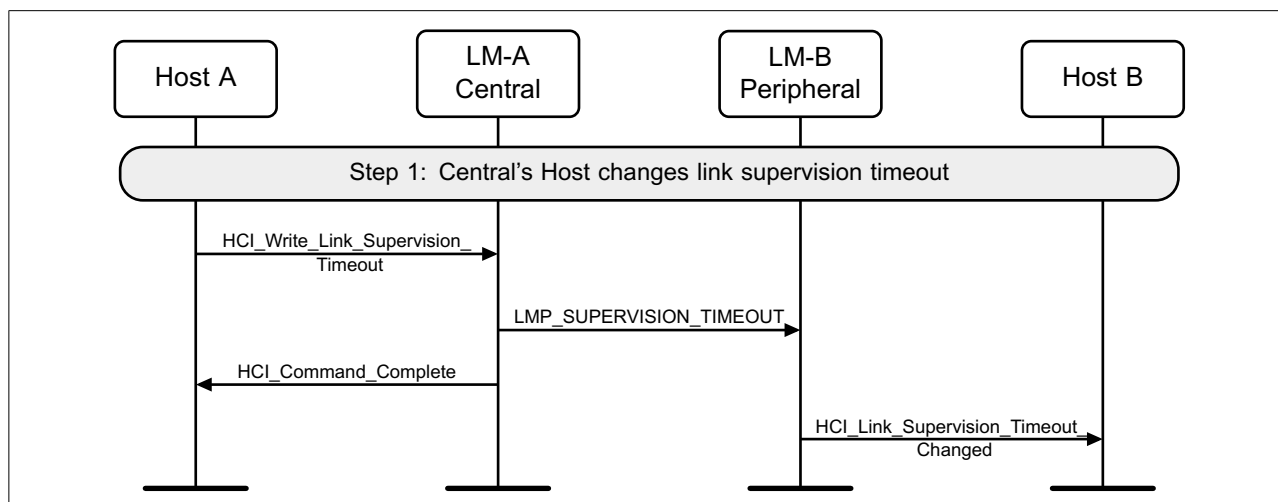 Host A
LM-A
Central
LM-B
Peripheral
Host B
Step 1: Central's Host changes link supervision timeout
HCI_Write_Link_Supervision_
Timeout
LMP_SUPERVISION_TIMEOUT
HCI_Command_Complete
HCI_Link_Supervision_Timeout_
Changed